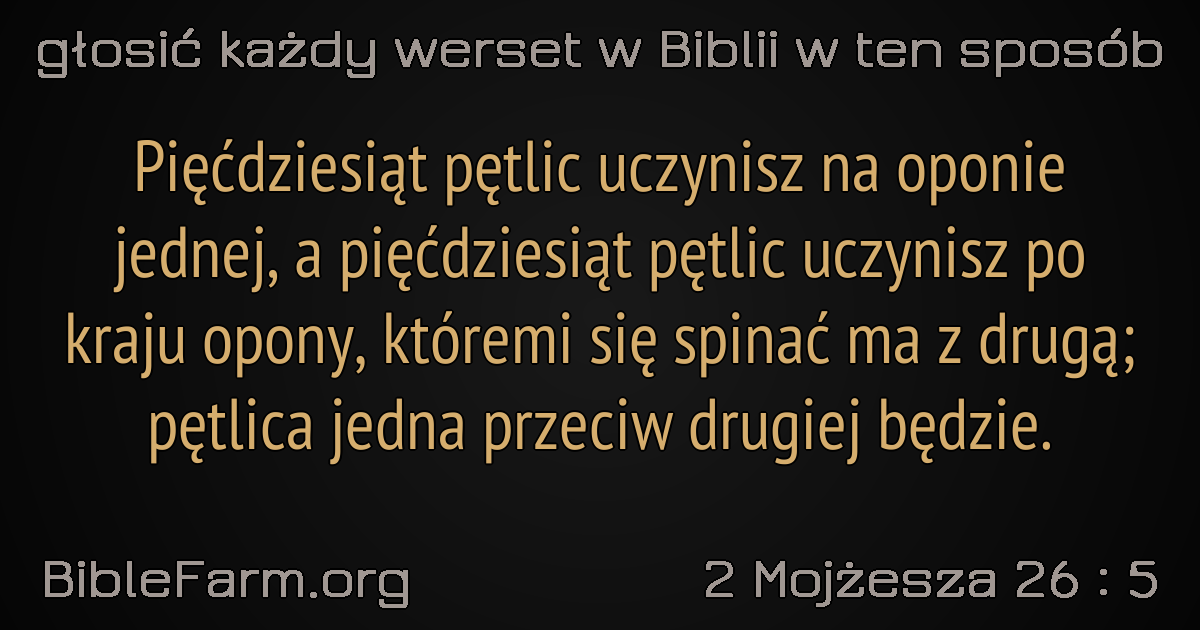 głosić każdy werset w Biblii w ten sposób
Pięćdziesiąt pętlic uczynisz na oponie
jednej, a pięćdziesiąt pętlic uczynisz po
kraju opony, któremi się spinać ma z drugą;
pętlica jedna przeciw drugiej będzie.
BibleFarm.org
2 Mojżesza 26 : 5